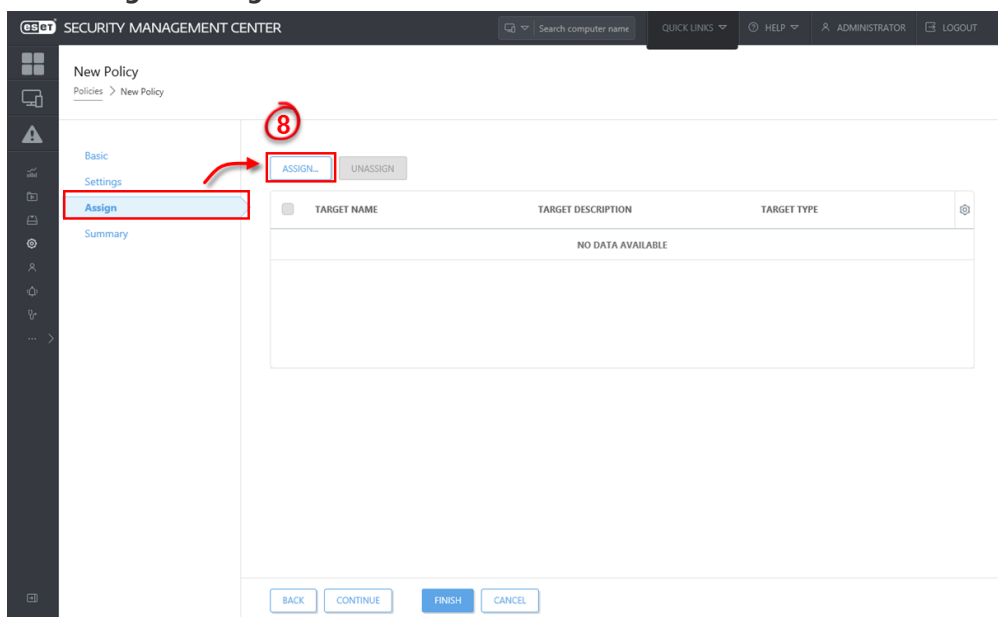 eseT SECURITY MANAGEMENT CENTER
Search computer name
QUICK LINKS
HELP
ADMINISTRATOR
LOGOUT
New Policy
Policies > New Policy
8
Basic
Settings
Assign
Summary
ASSIGN...
UNASSIGN
TARGET NAME
TARGET DESCRIPTION
TARGET TYPE
NO DATA AVAILABLE
BACK
CONTINUE
FINISH
CANCEL